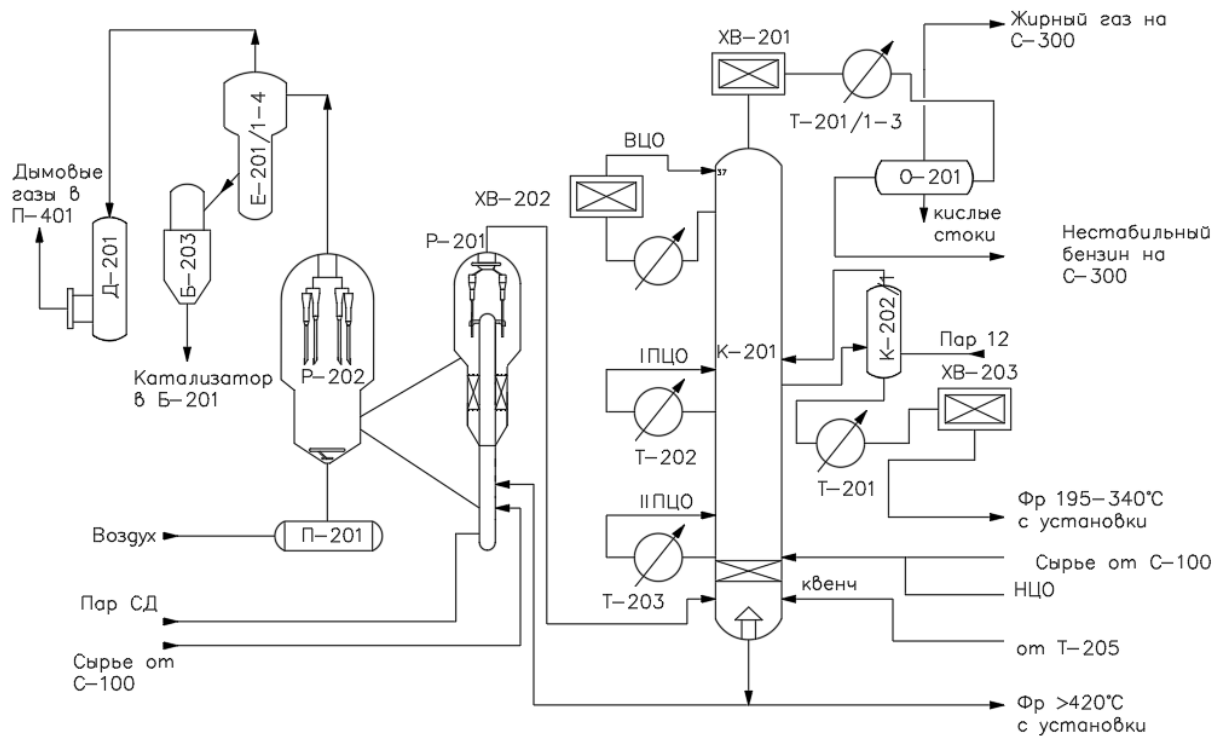 Жирный газ на
С-300
ХВ-201
Т-201/1-3
ВЦО
37
О-201
кислые
стоки
Нестабильный
бензин на
С-300
Е-201/1-4
Дымовые
газы в
П-401
Д-201
Б-203
ХВ-202
Р-201
Р-202
Катализатор
в Б-201
К-201
К-202/1
Пар 12
ХВ-203
IПЦО
Т-202
Т-201
IIПЦО
Т-203
Фр 195-340°С
с установки
Воздух
П-201
Сырье от С-100
НЦО
квенч
Пар СД
от Т-205
Сырье от
С-100
Фр >420°С
с установки